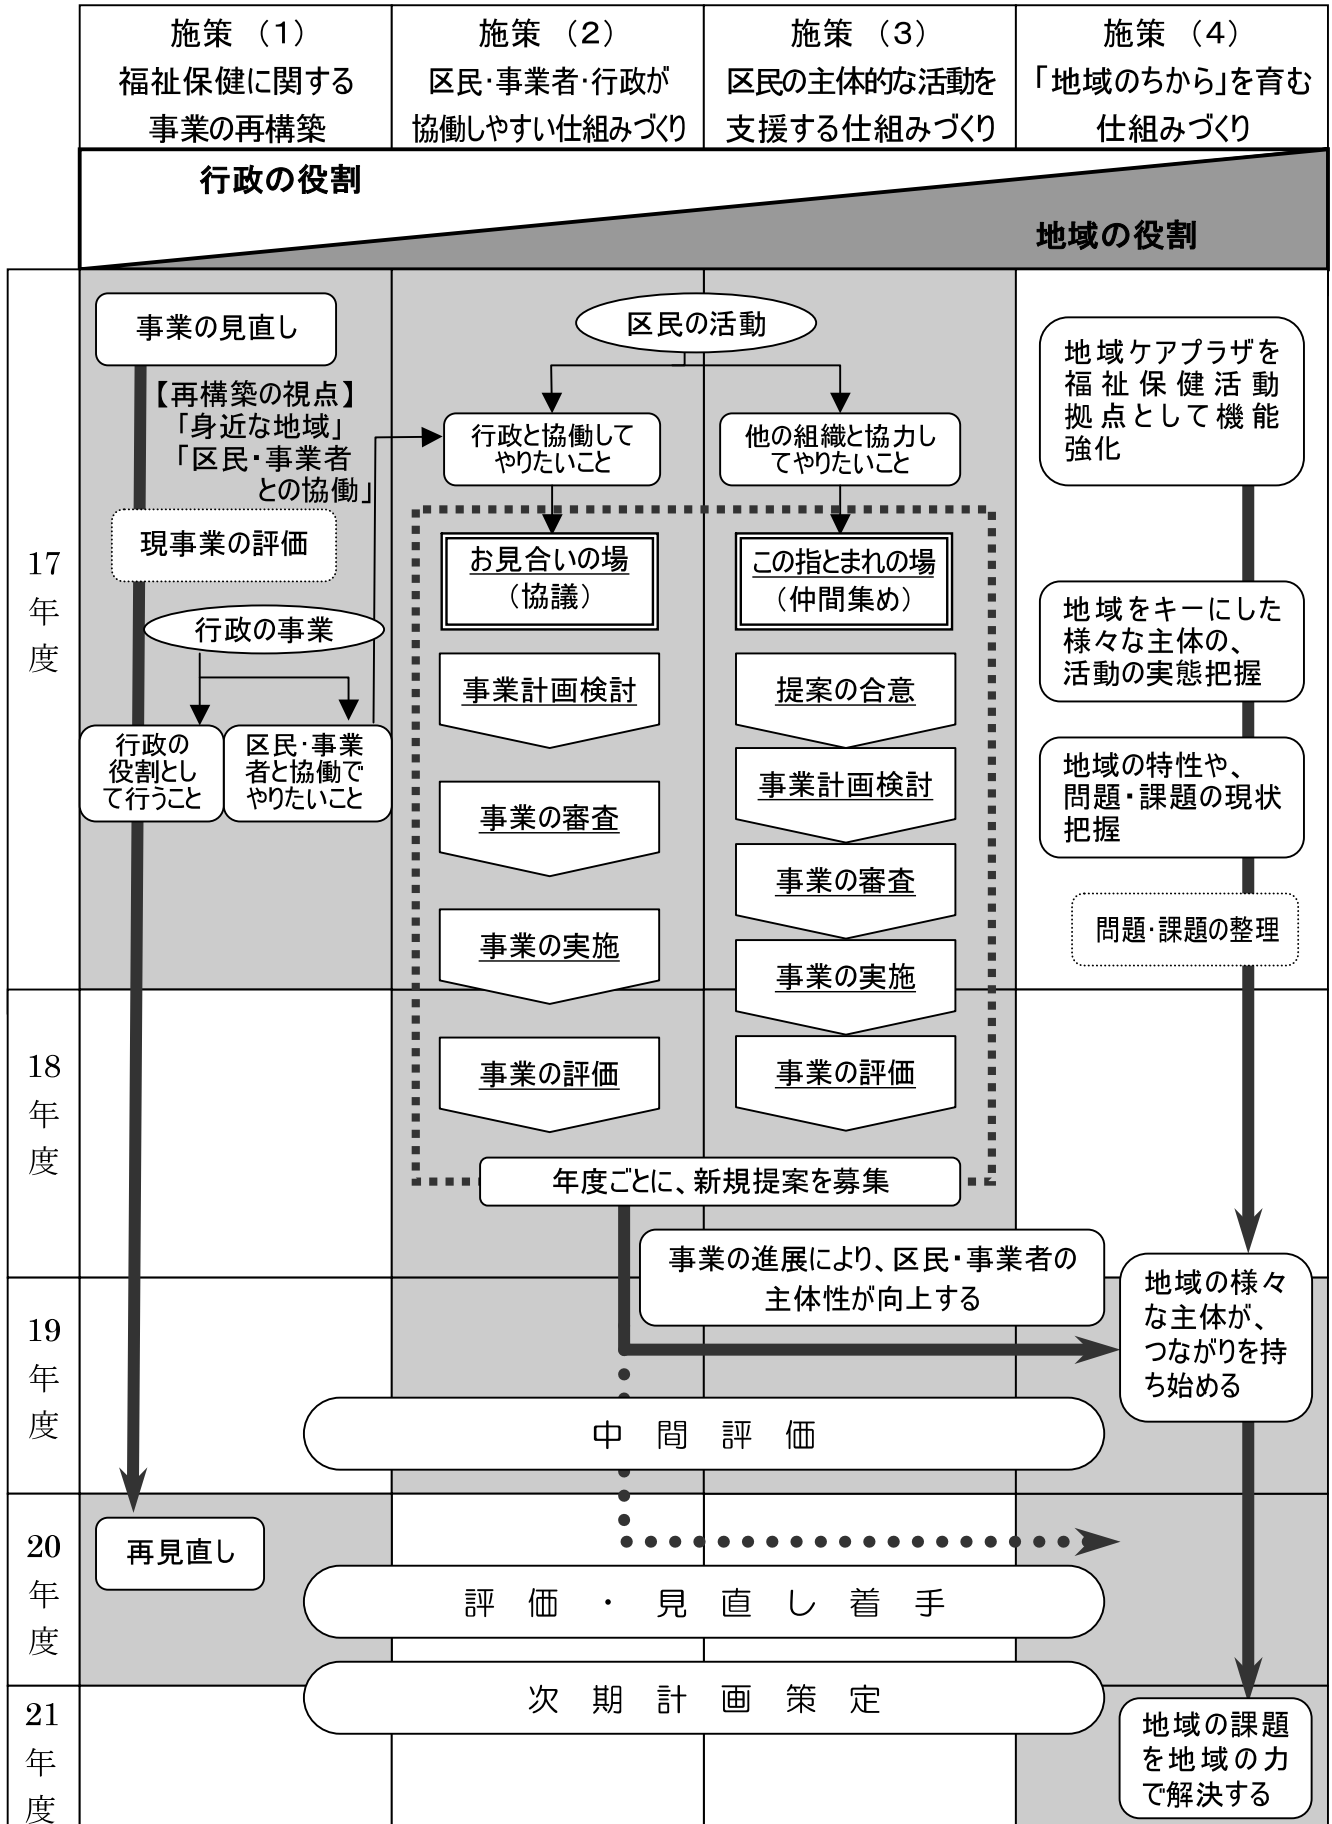 施策（1）
福祉保健に関する
事業の再構築
施策（2）
区民・事業者・行政が
協働しやすい仕組みづくり
施策（3）
区民の主体的な活動を
支援する仕組みづくり
施策（4）
「地域のちから」を育む
仕組みづくり
行政の役割
地域の役割
17
年
度
事業の見直し
【再構築の視点】
「身近な地域」
「区民・事業者
との協働」
現事業の評価
行政の事業
行政の
役割とし
て行うこと
区民・事業
者と協働で
やりたいこと
区民の活動
行政と協働して
やりたいこと
他の組織と協力し
てやりたいこと
お見合いの場
（協議）
この指とまれの場
（仲間集め）
事業計画検討
事業の審査
事業の実施
事業の評価
提案の合意
事業計画検討
事業の審査
事業の実施
事業の評価
地域ケアプラザを
福祉保健活動
拠点として機能
強化
地域をキーにした
様々な主体の、
活動の実態把握
地域の特性や、
問題・課題の現状
把握
問題・課題の整理
18
年
度
年度ごとに、新規提案を募集
事業の進展により、区民・事業者の
主体性が向上する
19
年
度
地域の様々
な主体が、
つながりを持
ち始める
中間評価
20
年
度
再見直し
評価・見直し着手
次期計画策定
21
年
度
地域の課題
を地域の力
で解決する